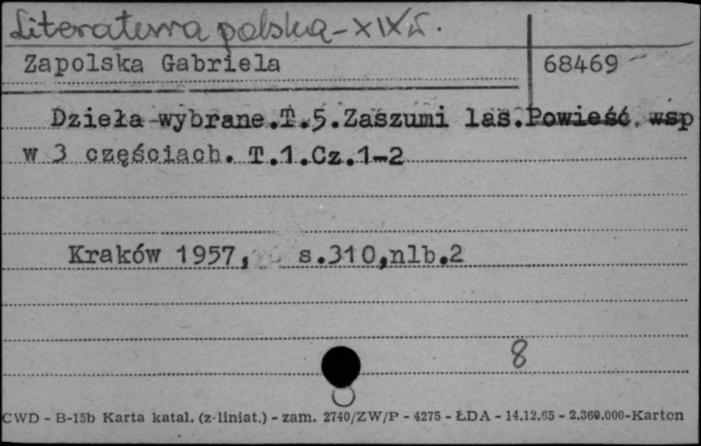 Literatura polska - XIX w.
Zapolska Gabriela 68469
Dzieła wybrane.T.5.Zaszumi las.Powieść wsp
w 3 częściach. T.1.Cz.1-2
Kraków 1957, s.310,nlb.2
8
CWD - B-15b Karta katal. (z-liniat.) - zam. 2740/ZW/P - 4275 - ŁDA - 14.12.65 - 2.360.000-Karton